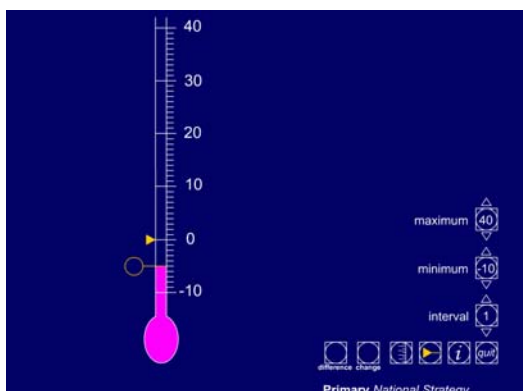 40
30
20
10
0
-10
maximum 40
minimum -10
interval 1
difference change i quit
Primary National Strategy